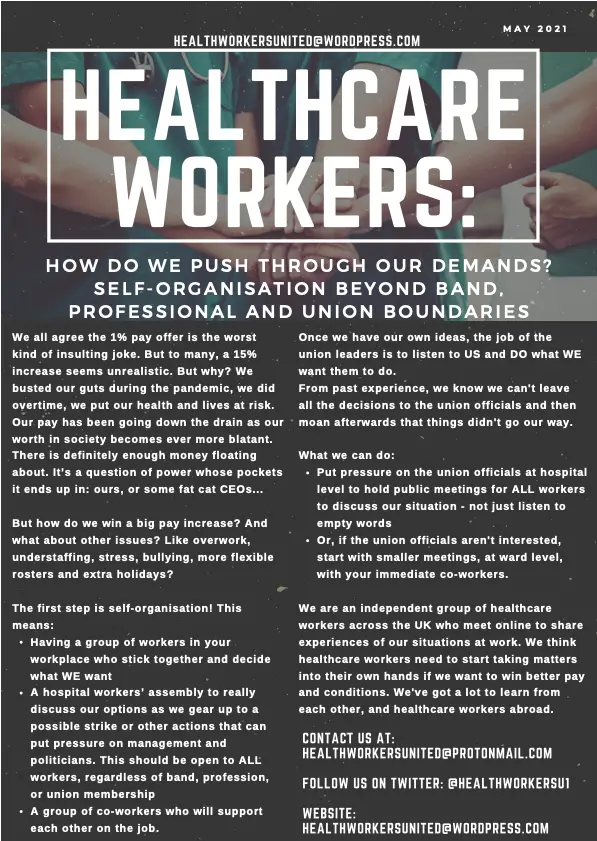 MAY 2021
HEALTHWORKERSUNITED@WORDPRESS.COM
HEALTHCARE
WORKERS:
HOW DO WE PUSH THROUGH OUR DEMANDS?
SELF-ORGANISATION BEYOND BAND,
PROFESSIONAL AND UNION BOUNDARIES
We all agree the 1% pay offer is the worst
kind of insulting joke. But to many, a 15%
increase seems unrealistic. But why? We
busted our guts during the pandemic, we did
overtime, we put our health and lives at risk.
Our pay has been going down the drain as our
worth in society becomes ever more blatant.
There is definitely enough money floating
about. It's a question of power whose pockets
it ends up in: ours, or some fat cat CEOs...
But how do we win a big pay increase? And
what about other issues? Like overwork,
understaffing, stress, bullying, more flexible
rosters and extra holidays?
The first step is self-organisation! This
means:
• Having a group of workers in your
workplace who stick together and decide
what WE want
• A hospital workers' assembly to really
discuss our options as we gear up to a
possible strike or other actions that can
put pressure on management and
politicians. This should be open to ALL
workers, regardless of band, profession,
or union membership
• A group of co-workers who will support
each other on the job.
Once we have our own ideas, the job of the
union leaders is to listen to US and DO what WE
want them to do.
From past experience, we know we can't leave
all the decisions to the union officials and then
moan afterwards that things didn't go our way.
What we can do:
• Put pressure on the union officials at hospital
level to hold public meetings for ALL workers
to discuss our situation - not just listen to
empty words
• Or, if the union officials aren't interested,
start with smaller meetings, at ward level,
with your immediate co-workers.
We are an independent group of healthcare
workers across the UK who meet online to share
experiences of our situations at work. We think
healthcare workers need to start taking matters
into their own hands if we want to win better pay
and conditions. We've got a lot to learn from
each other, and healthcare workers abroad.
CONTACT US AT:
HEALTHWORKERSUNITED@PROTONMAIL.COM
FOLLOW US ON TWITTER: @HEALTHWORKERSU1
WEBSITE:
HEALTHWORKERSUNITED@WORDPRESS.COM